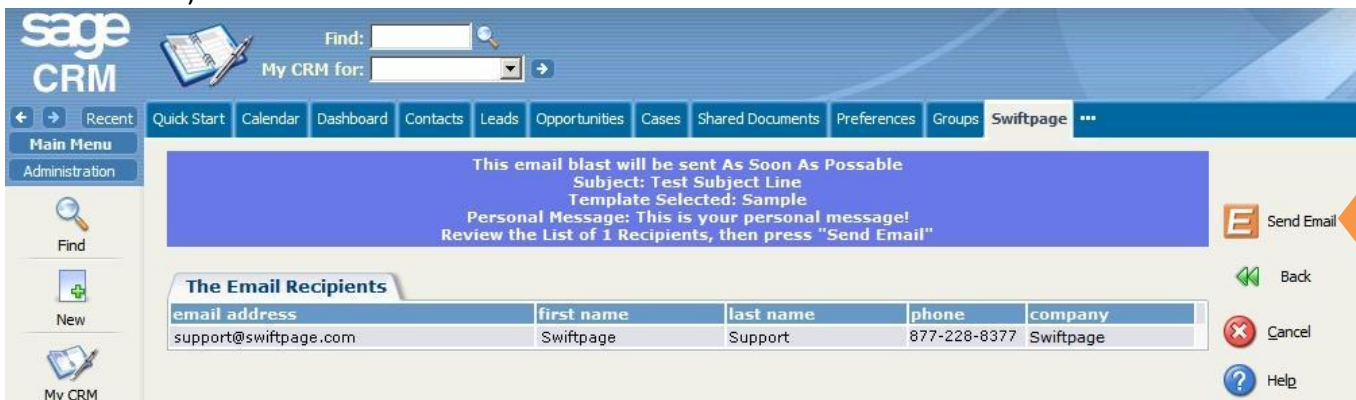 sage
CRM
Find:
My CRM for:
Recent
Quick Start Calendar Dashboard Contacts Leads Opportunities Cases Shared Documents Preferences Groups Swiftpage •••
Main Menu
Administration
Find
New
My CRM
This email blast will be sent As Soon As Possable
Subject: Test Subject Line
Template Selected: Sample
Personal Message: This is your personal message!
Review the List of 1 Recipients, then press "Send Email"
The Email Recipients
email address first name last name phone company
support@swiftpage.com Swiftpage Support 877-228-8377 Swiftpage
Send Email
Back
Cancel
Help